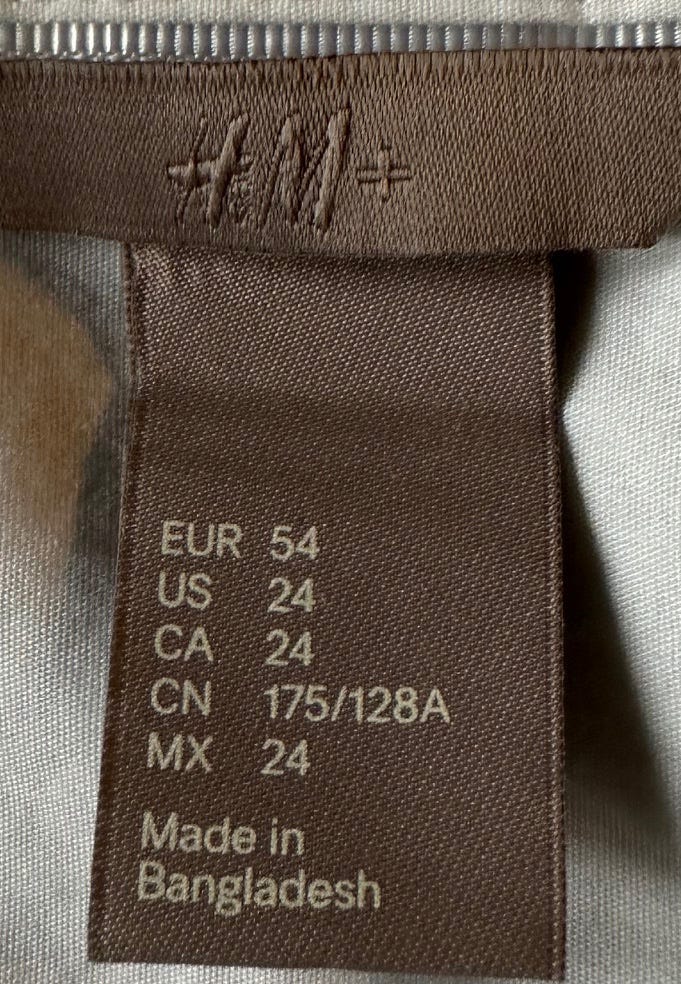 H&M+
EUR 54
US 24
CA 24
CN 175/128A
MX 24
Made in
Bangladesh